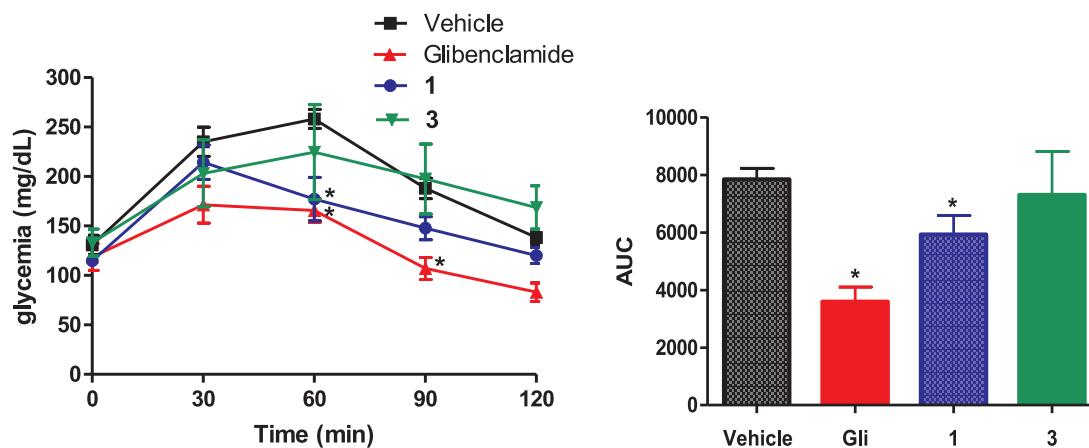 Vehicle
Glibenclamide
1
3
glycemia (mg/dL)
300
250
200
150
100
50
0
*
*
*
0 30 60 90 120
Time (min)
AUC
10000
8000
6000
4000
2000
0
*
*
Vehicle Gli 1 3